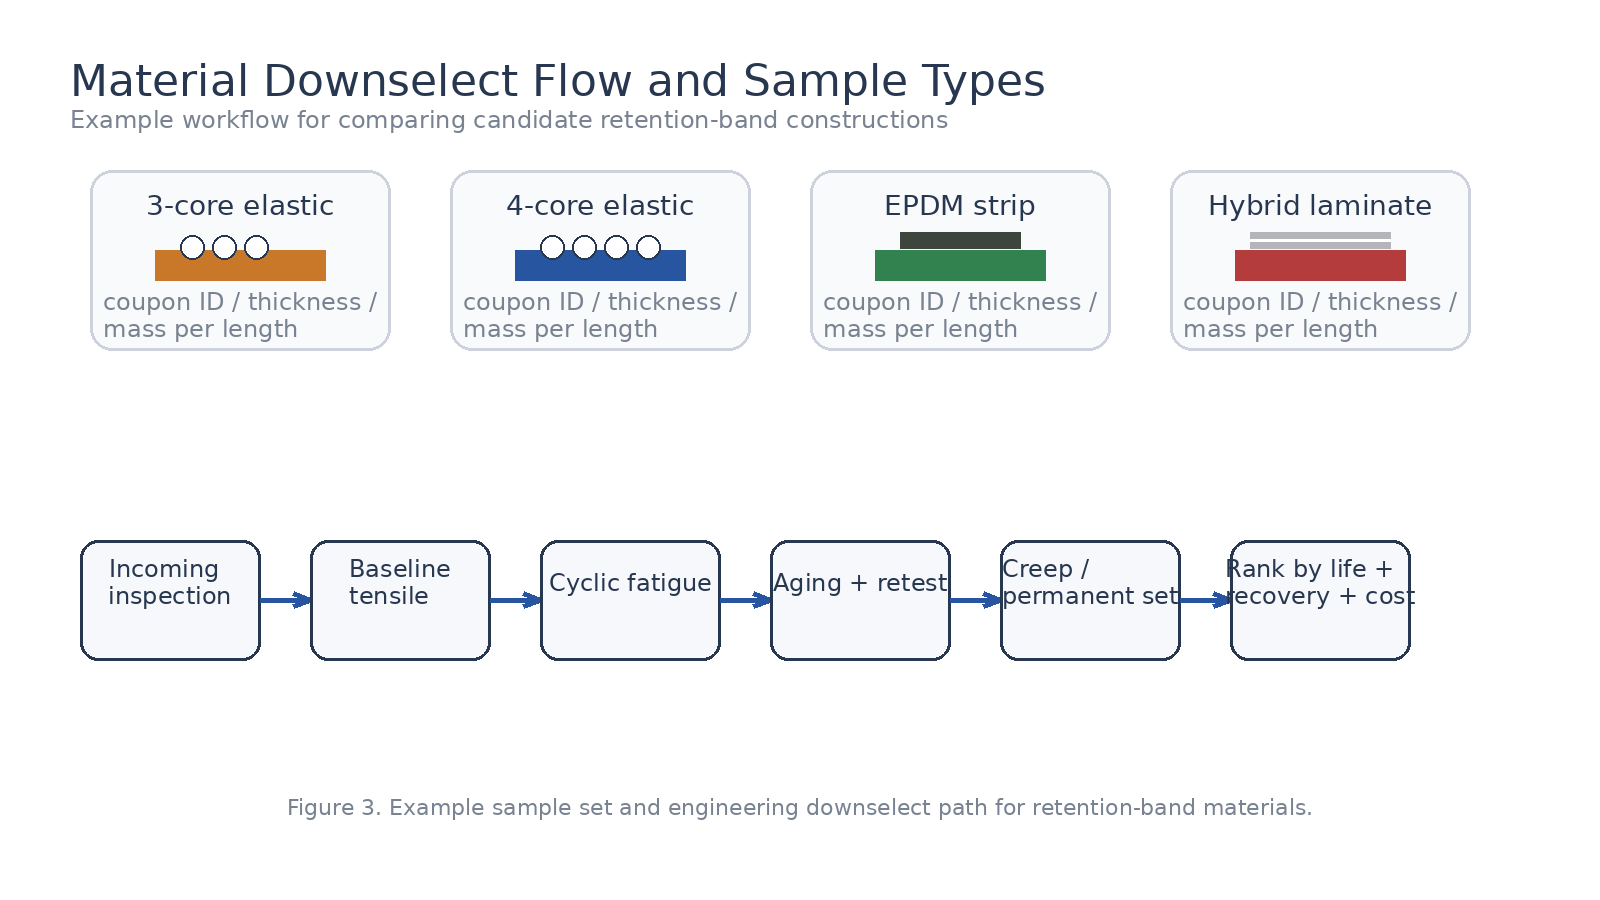 Material Downselect Flow and Sample Types
Example workflow for comparing candidate retention-band constructions
3-core elastic
coupon ID / thickness /
mass per length
4-core elastic
coupon ID / thickness /
mass per length
EPDM strip
coupon ID / thickness /
mass per length
Hybrid laminate
coupon ID / thickness /
mass per length
Incoming
inspection
Baseline
tensile
Cyclic fatigue
Aging + retest
Creep /
permanent set
Rank by life +
recovery + cost
Figure 3. Example sample set and engineering downselect path for retention-band materials.